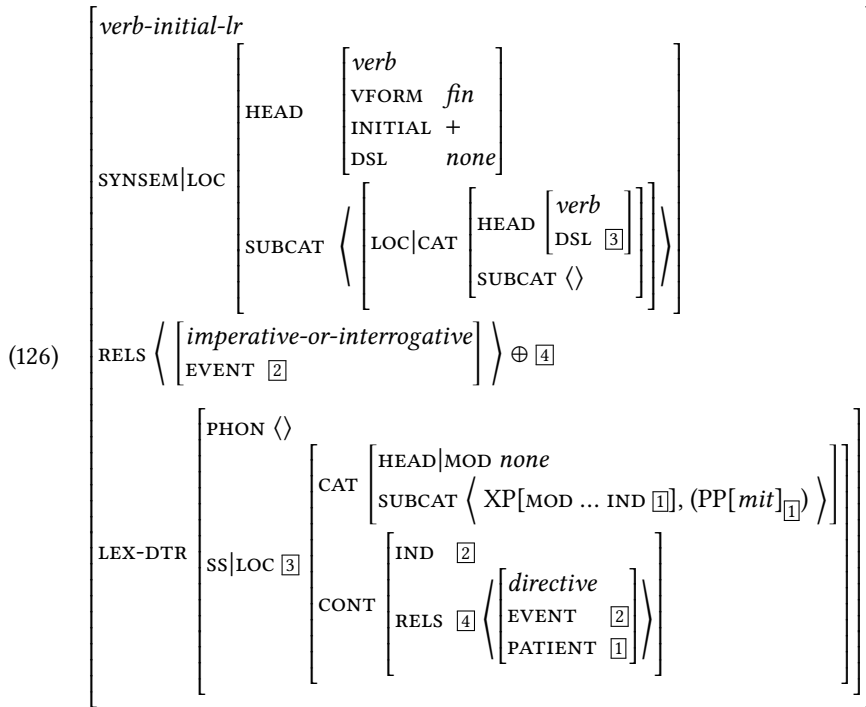 verb-initial-lr
verb
VFORM fin
HEAD
INITIAL +
DSL none
SYNSEM|LOC
verb
HEAD
DSL 3
SUBCAT ⟨ LOC|CAT ⟩
SUBCAT ⟨⟩
imperative-or-interrogative
(126) RELS ⟨ ⟩ ⊕ 4
EVENT 2
PHON ⟨⟩
HEAD|MOD none
CAT
SUBCAT ⟨ XP[MOD … IND 1], (PP[mit]1) ⟩
LEX-DTR
SS|LOC 3
IND 2
directive
CONT
RELS 4 ⟨ EVENT 2 ⟩
PATIENT 1